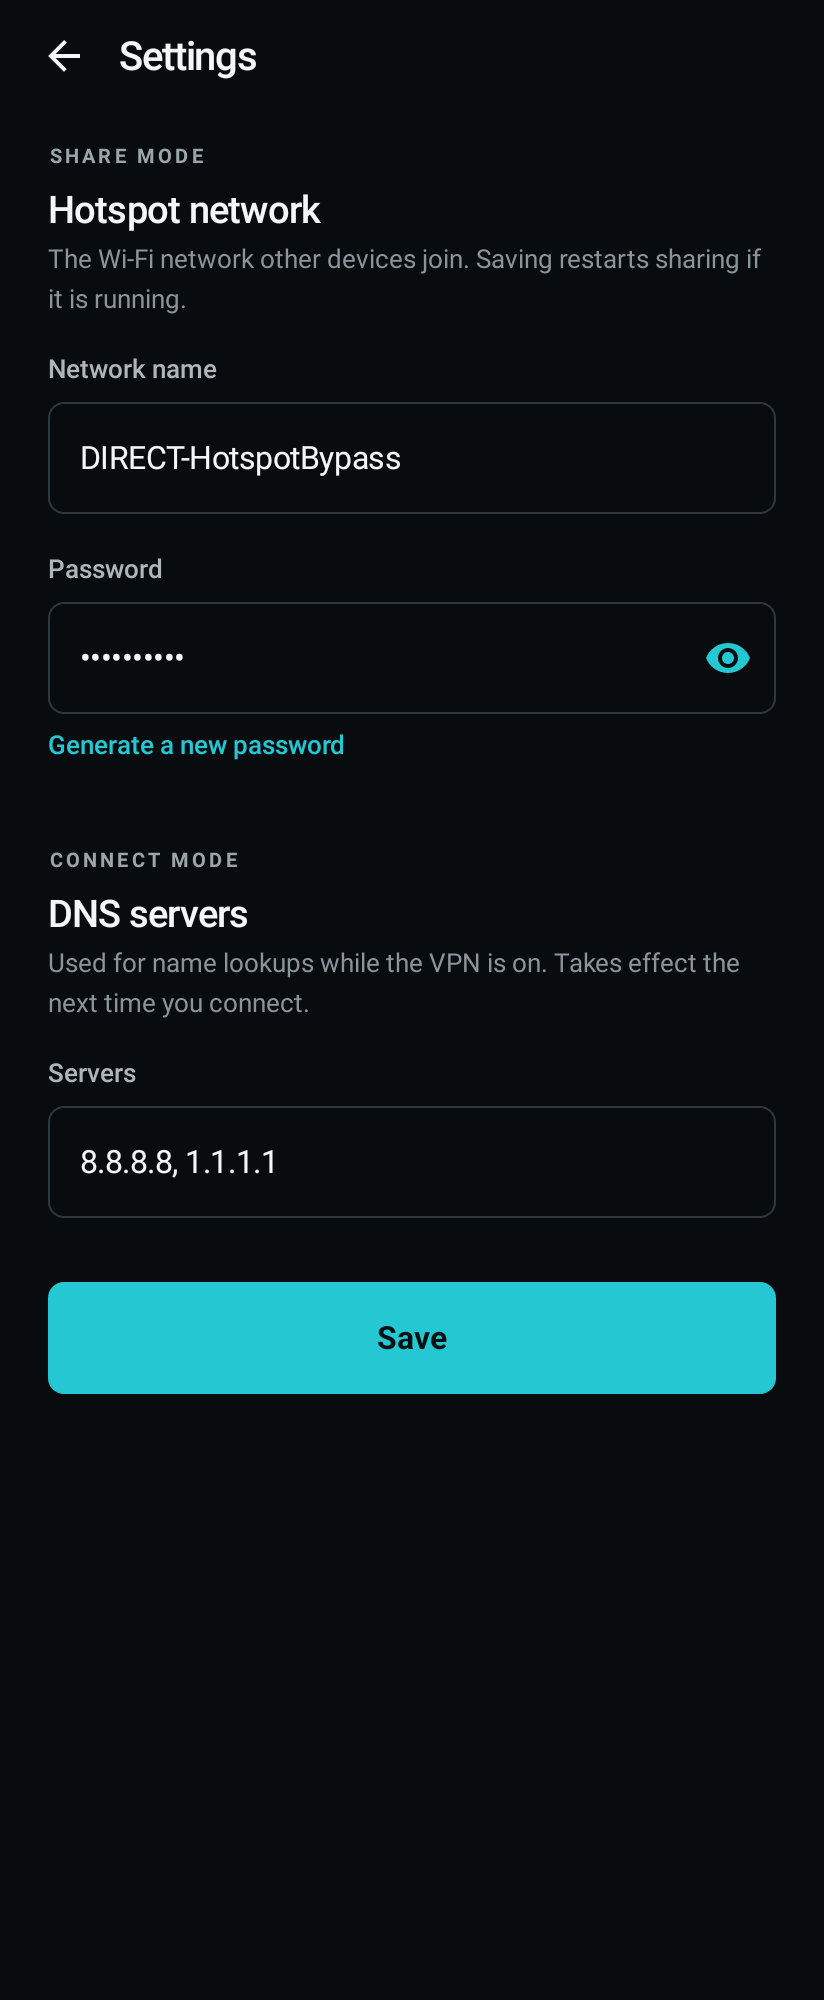 Settings
SHARE MODE
Hotspot network
The Wi-Fi network other devices join. Saving restarts sharing if
it is running.
Network name
DIRECT-HotspotBypass
Password
••••••••••
Generate a new password
CONNECT MODE
DNS servers
Used for name lookups while the VPN is on. Takes effect the
next time you connect.
Servers
8.8.8.8, 1.1.1.1
Save